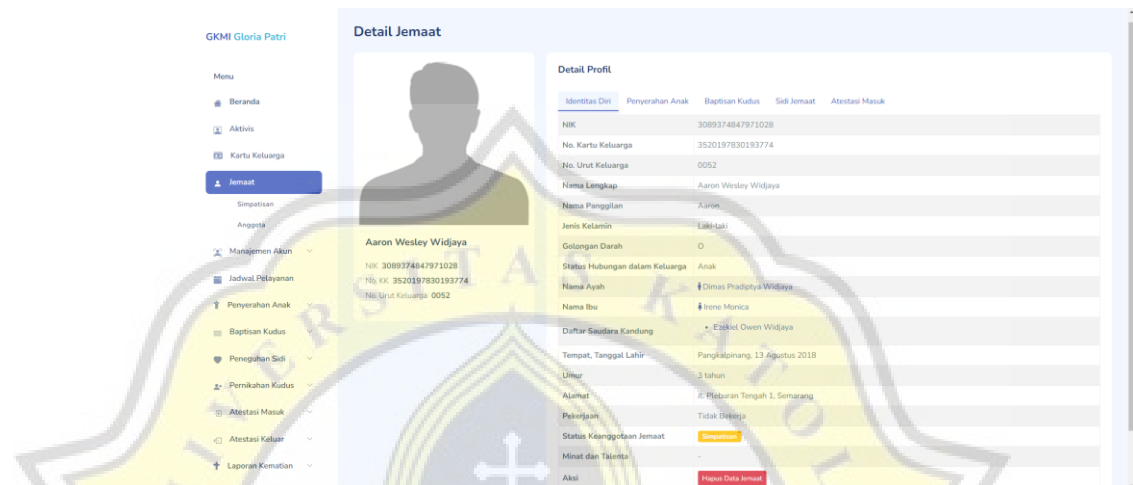 GKMI Gloria Patri
Menu
Beranda
Aktivis
Kartu Keluarga
Jemaat
Simpatisan
Anggota
Manajemen Akun
Jadwal Pelayanan
Penyerahan Anak
Baptisan Kudus
Peneguhan Sidi
Pernikahan Kudus
Atestasi Masuk
Atestasi Keluar
Laporan Kematian
Detail Jemaat
Aaron Wesley Widjaya
NIK 3089374847971028
No. KK 3520197830193774
No. Urut Keluarga 0052
Detail Profil
Identitas Diri Penyerahan Anak Baptisan Kudus Sidi Jemaat Atestasi Masuk
NIK 3089374847971028
No. Kartu Keluarga 3520197830193774
No. Urut Keluarga 0052
Nama Lengkap Aaron Wesley Widjaya
Nama Panggilan Aaron
Jenis Kelamin Laki-laki
Golongan Darah O
Status Hubungan dalam Keluarga Anak
Nama Ayah Dimas Pradiptya Widjaya
Nama Ibu Irene Monica
Daftar Saudara Kandung • Ezekiel Owen Widjaya
Tempat, Tanggal Lahir Pangkalpinang, 13 Agustus 2018
Umur 3 tahun
Alamat Jl. Pleburan Tengah 1, Semarang
Pekerjaan Tidak Bekerja
Status Keanggotaan Jemaat Simpatisan
Minat dan Talenta -
Aksi Hapus Data Jemaat